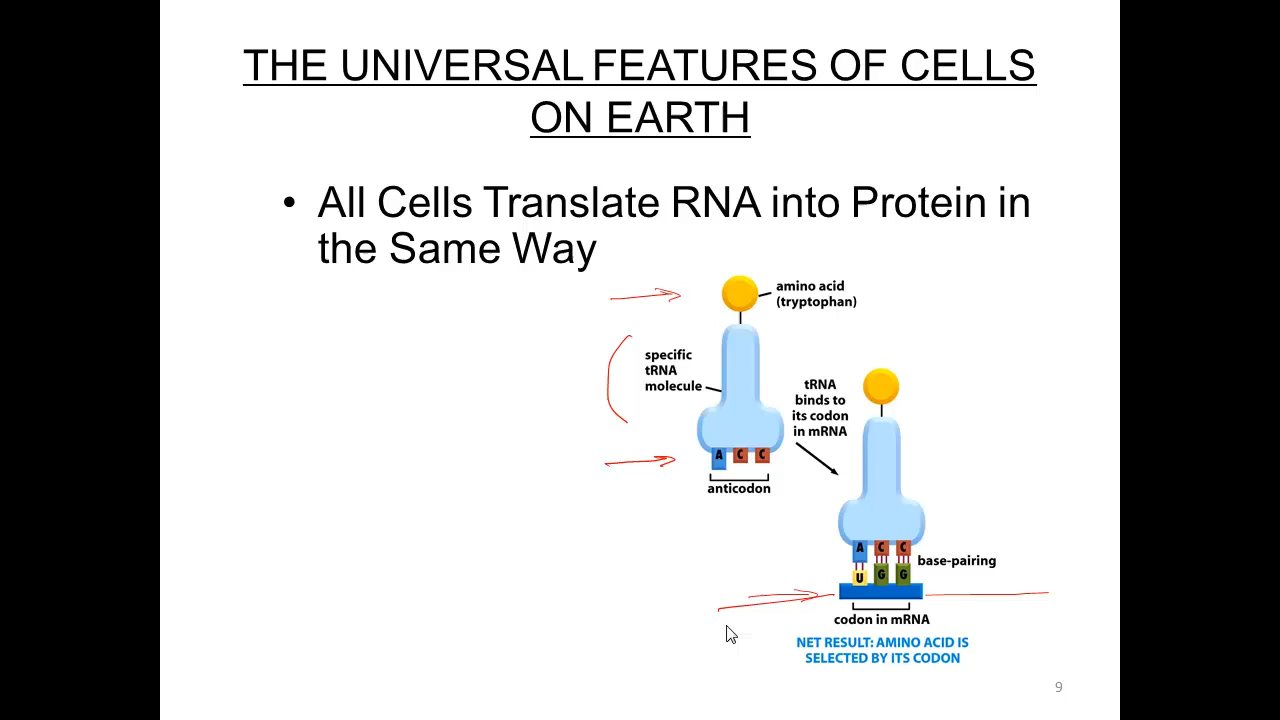 THE UNIVERSAL FEATURES OF CELLS
ON EARTH
• All Cells Translate RNA into Protein in
the Same Way
amino acid
(tryptophan)
specific
tRNA
molecule
A C C
anticodon
tRNA
binds to
its codon
in mRNA
A C C
base-pairing
U G G
codon in mRNA
NET RESULT: AMINO ACID IS
SELECTED BY ITS CODON
9